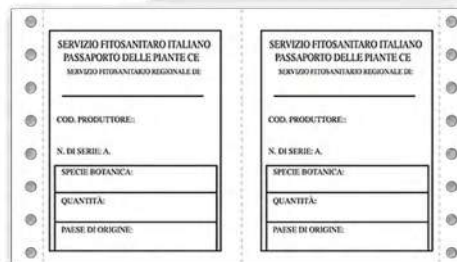 SERVIZIO FITOSANITARO ITALIANO
PASSAPORTO DELLE PIANTE CE
SERVIZIO FITOSANITARIO REGIONALE DI:
COD. PRODUTTORE::
N. DI SERIE: A.
SPECIE BOTANICA:
QUANTITÀ:
PAESE DI ORIGINE:
SERVIZIO FITOSANITARO ITALIANO
PASSAPORTO DELLE PIANTE CE
SERVIZIO FITOSANITARIO REGIONALE DI:
COD. PRODUTTORE::
N. DI SERIE: A.
SPECIE BOTANICA:
QUANTITÀ:
PAESE DI ORIGINE: